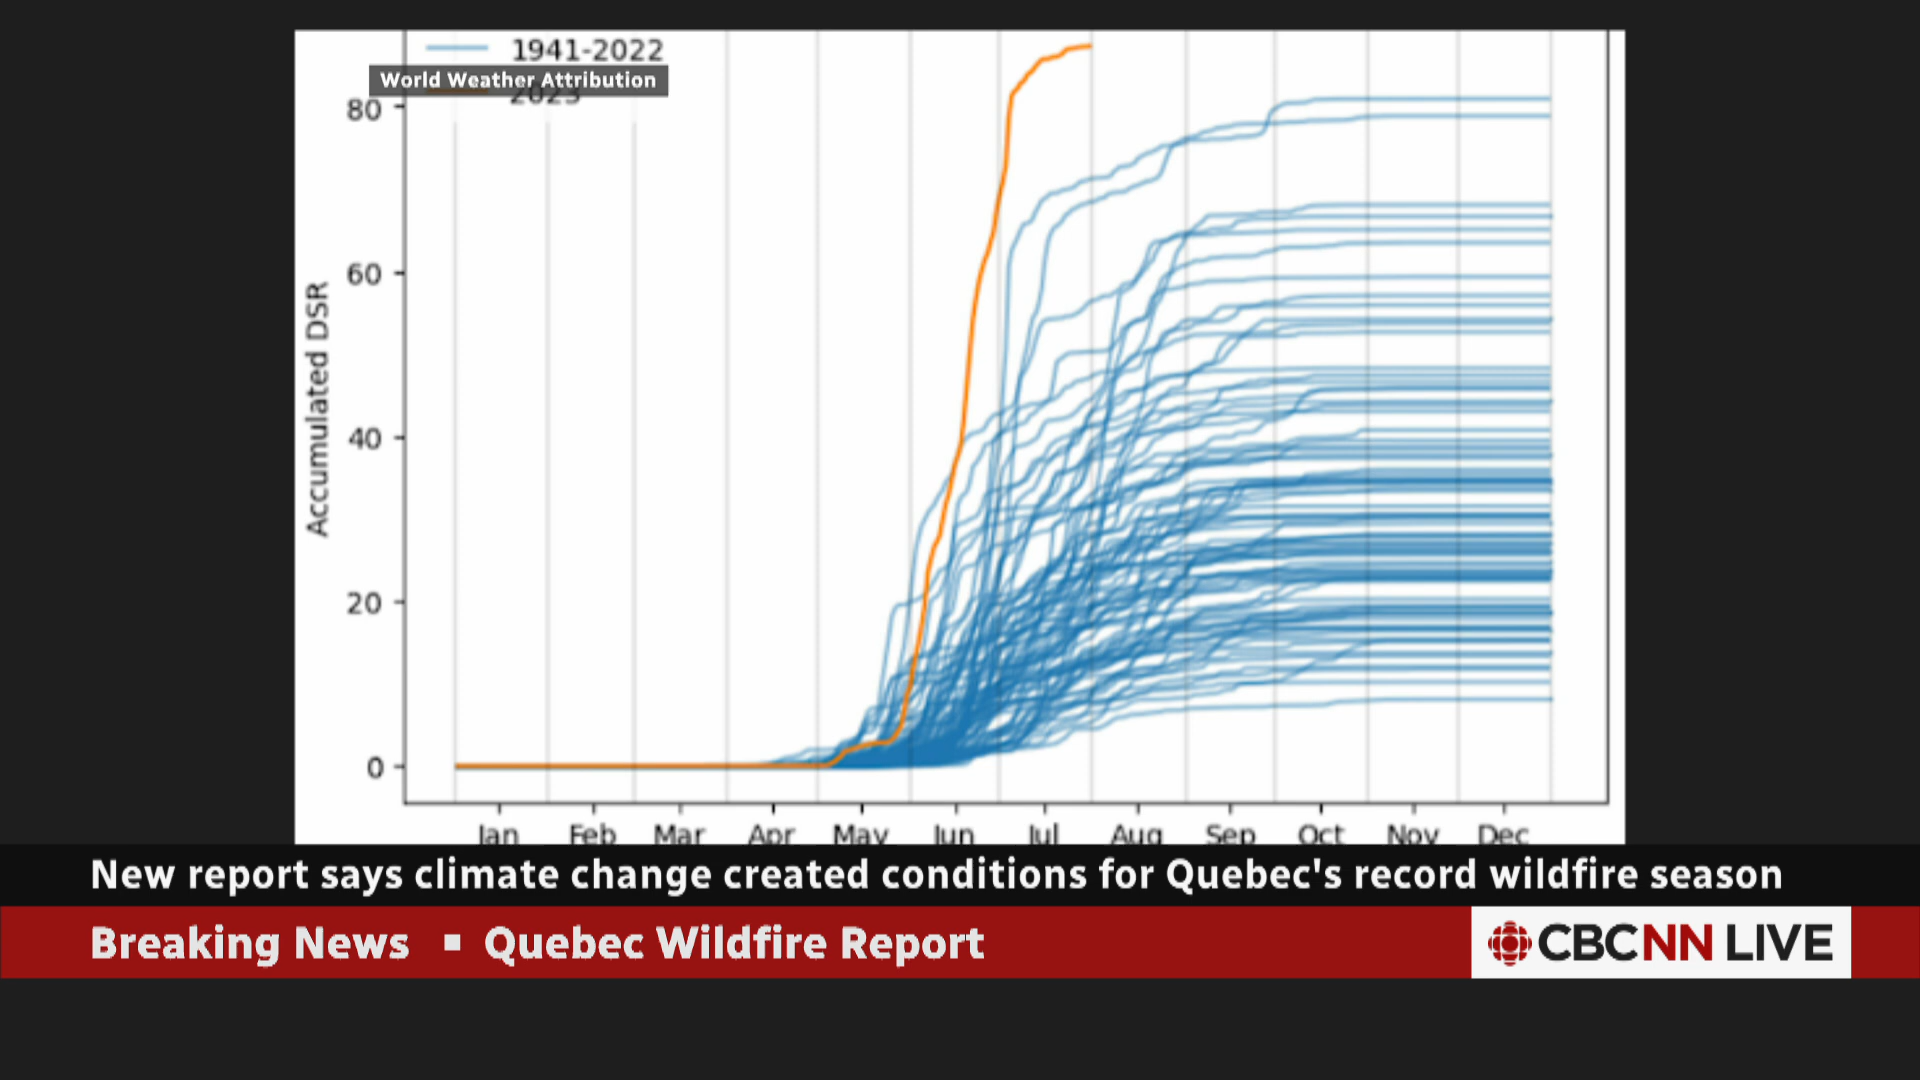 1941-2022
World Weather Attribution
2023
80
60
40
20
0
Accumulated DSR
Jan Feb Mar Apr May Jun Jul Aug Sep Oct Nov Dec
New report says climate change created conditions for Quebec's record wildfire season
Breaking News ▪ Quebec Wildfire Report
CBCNN LIVE